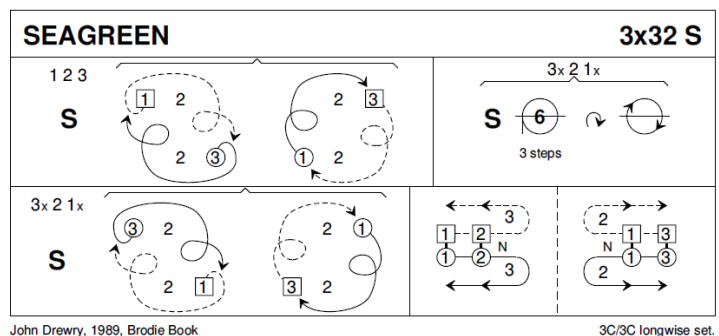 SEAGREEN 3x32 S
1 2 3
S
1 2 3 2
2 3 1 2
3x 2 1x
S 6
3 steps
3x 2 1x
S
3 2 2 1
2 1 3 2
3 2
1 2 1 3
N N
1 2 1 3
3 2
John Drewry, 1989, Brodie Book 3C/3C longwise set.